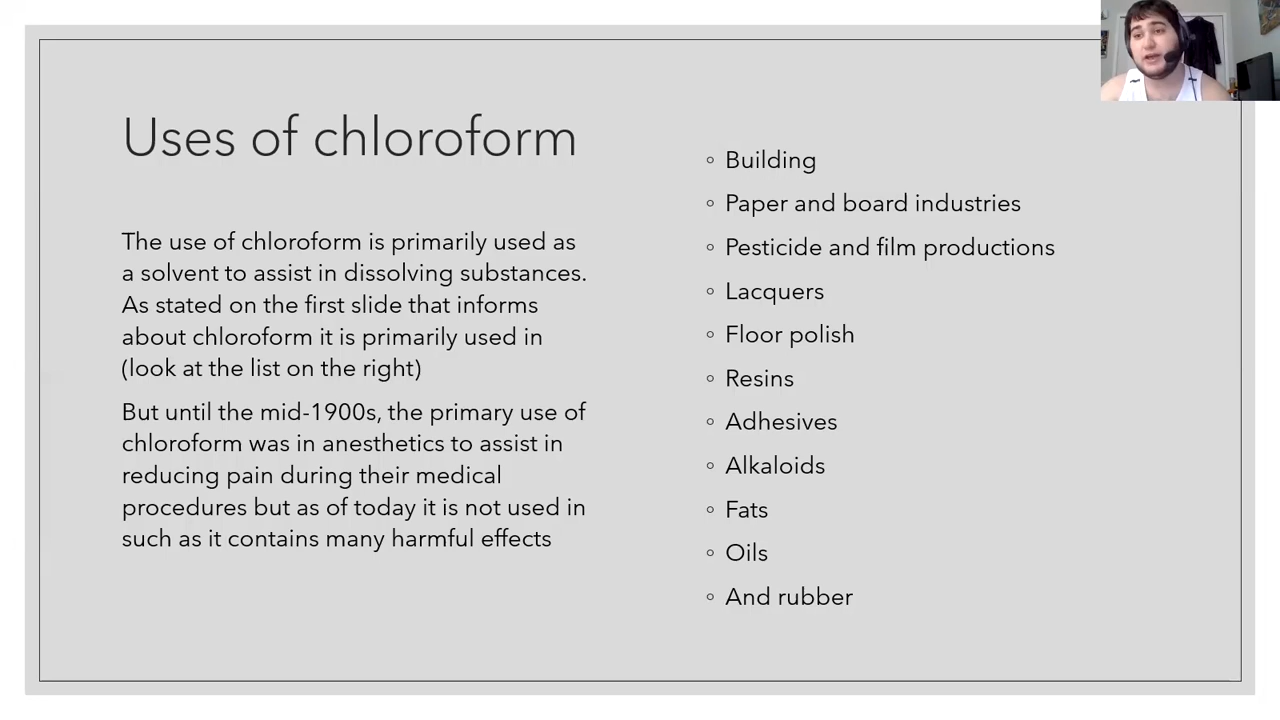 Uses of chloroform
The use of chloroform is primarily used as
a solvent to assist in dissolving substances.
As stated on the first slide that informs
about chloroform it is primarily used in
(look at the list on the right)
But until the mid-1900s, the primary use of
chloroform was in anesthetics to assist in
reducing pain during their medical
procedures but as of today it is not used in
such as it contains many harmful effects
Building
Paper and board industries
Pesticide and film productions
Lacquers
Floor polish
Resins
Adhesives
Alkaloids
Fats
Oils
And rubber